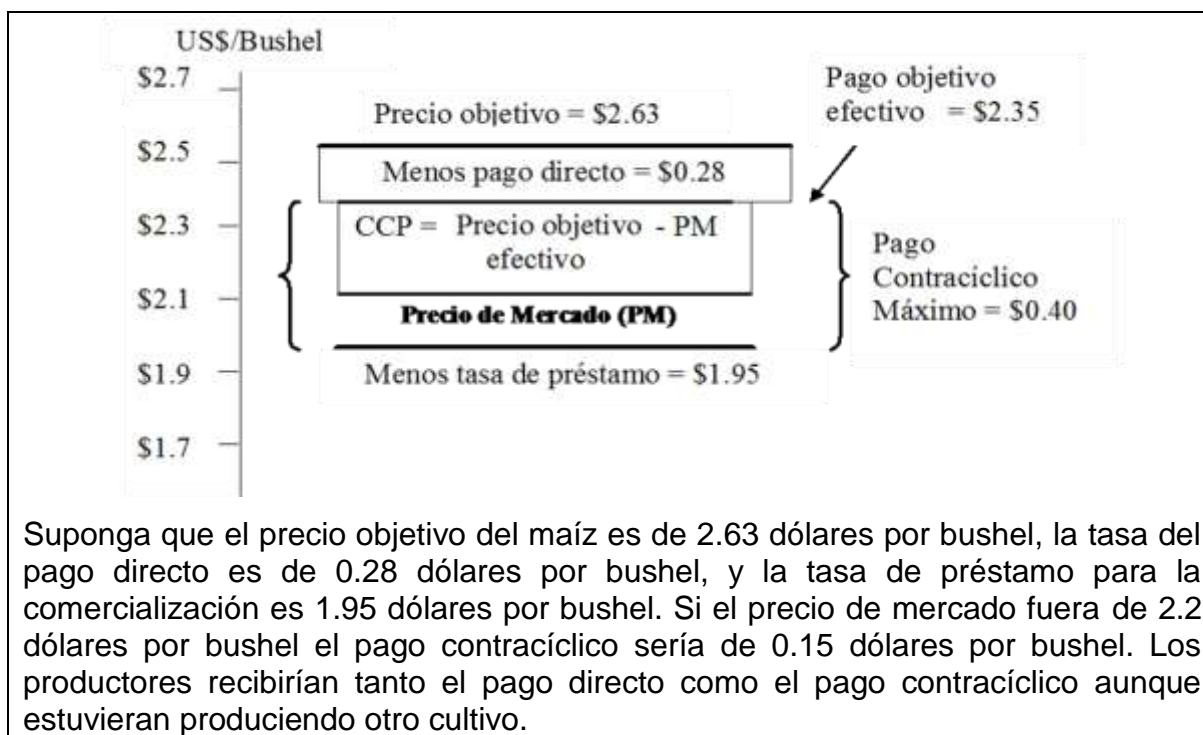 US$/Bushel
$2.7
$2.5
$2.3
$2.1
$1.9
$1.7
Precio objetivo = $2.63
Menos pago directo = $0.28
CCP = Precio objetivo - PM
efectivo
Precio de Mercado (PM)
Menos tasa de préstamo = $1.95
Pago objetivo
efectivo = $2.35
Pago
Contracíclico
Máximo = $0.40
Suponga que el precio objetivo del maíz es de 2.63 dólares por bushel, la tasa del
pago directo es de 0.28 dólares por bushel, y la tasa de préstamo para la
comercialización es 1.95 dólares por bushel. Si el precio de mercado fuera de 2.2
dólares por bushel el pago contracíclico sería de 0.15 dólares por bushel. Los
productores recibirían tanto el pago directo como el pago contracíclico aunque
estuvieran produciendo otro cultivo.